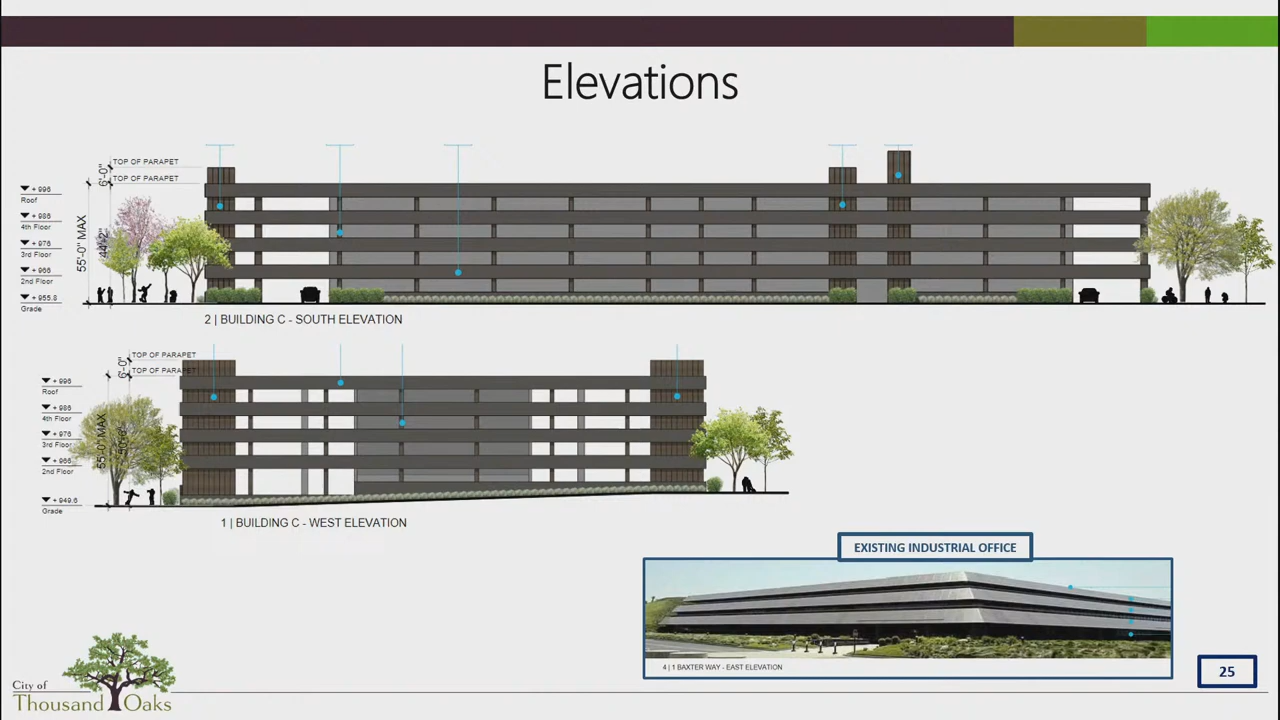 Elevations
TOP OF PARAPET
TOP OF PARAPET
6'-0"
55'-0" MAX
44'-2"
+ 996
Roof
+ 986
4th Floor
+ 976
3rd Floor
+ 966
2nd Floor
+ 955.8
Grade
2 | BUILDING C - SOUTH ELEVATION
TOP OF PARAPET
TOP OF PARAPET
6'-0"
55'-0" MAX
+ 996
Roof
+ 986
4th Floor
+ 976
3rd Floor
+ 966
2nd Floor
+ 949.6
Grade
1 | BUILDING C - WEST ELEVATION
EXISTING INDUSTRIAL OFFICE
4 | 1 BAXTER WAY - EAST ELEVATION
City of
Thousand Oaks
25